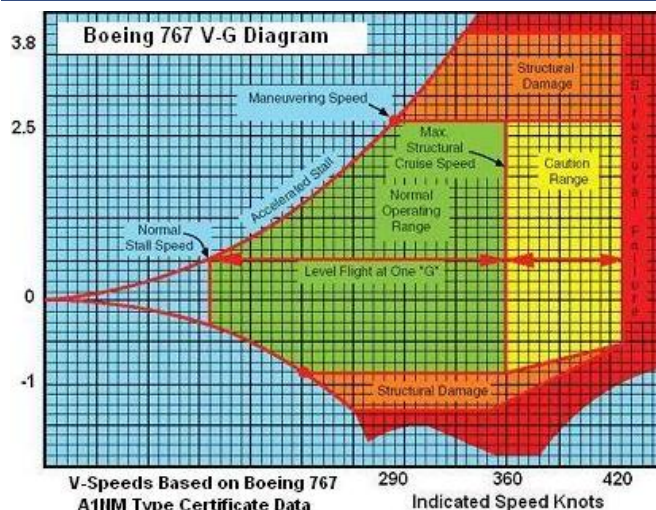 Boeing 767 V-G Diagram
3.8
Structural
Damage
Maneuvering Speed
2.5
Max.
Structural
Cruise Speed
Caution
Range
Accelerated Stall
Normal
Operating
Range
Structural Failure
Normal
Stall Speed
Level Flight at One "G"
0
-1
Structural Damage
V-Speeds Based on Boeing 767
A1NM Type Certificate Data
290
360
420
Indicated Speed Knots